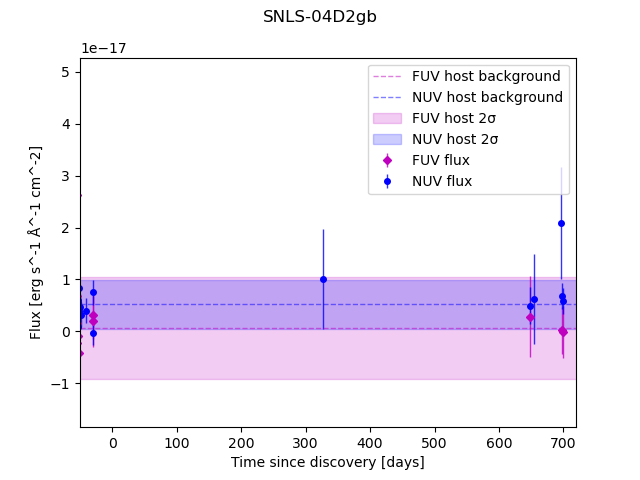 SNLS-04D2gb
1e−17
5
4
3
2
1
0
−1
Flux [erg s^-1 Å^-1 cm^-2]
FUV host background
NUV host background
FUV host 2σ
NUV host 2σ
FUV flux
NUV flux
0 100 200 300 400 500 600 700
Time since discovery [days]